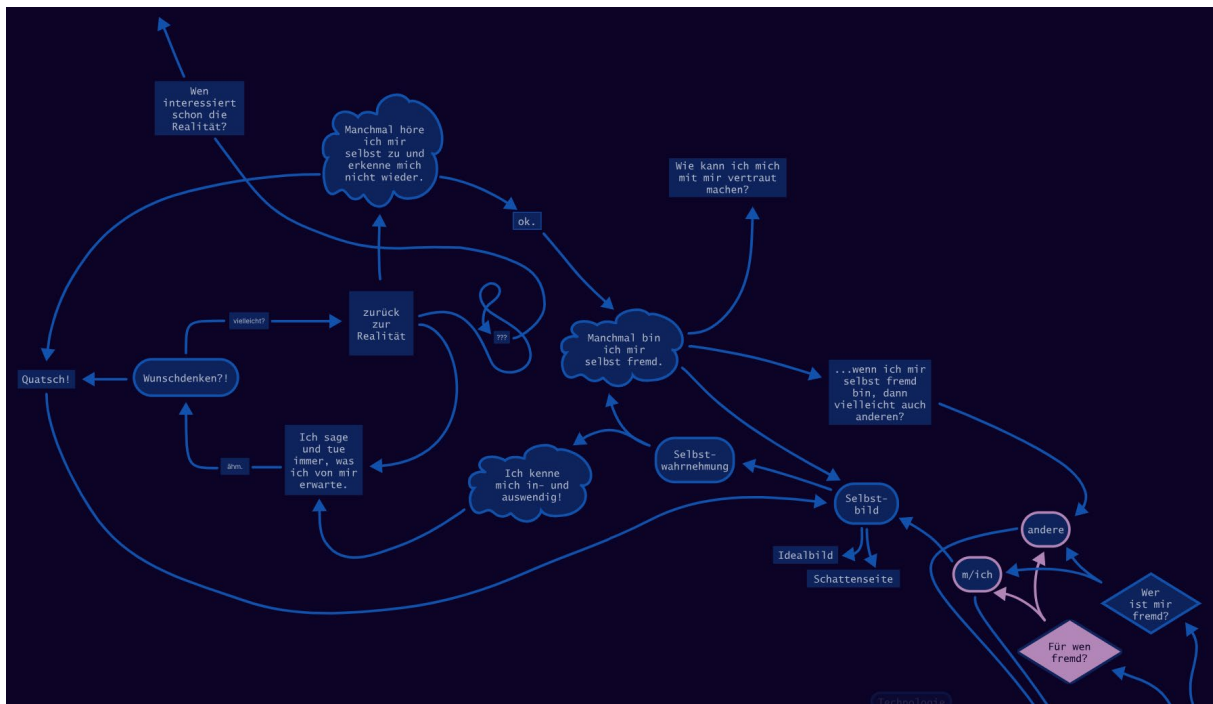 Wen
interessiert
schon die
Realität?
Manchmal höre
ich mir
selbst zu und
erkenne mich
nicht wieder.
Wie kann ich mich
mit mir vertraut
machen?
ok.
vielleicht?
zurück
zur
Realität
???
Manchmal bin
ich mir
selbst fremd.
Quatsch!
Wunschdenken?!
...wenn ich mir
selbst fremd
bin, dann
vielleicht auch
anderen?
Ich sage
und tue
immer, was
ich von mir
erwarte.
ähm.
Selbst-
wahrnehmung
Ich kenne
mich in- und
auswendig!
Selbst-
bild
andere
Idealbild
Schattenseite
m/ich
Wer
ist mir
fremd?
Für wen
fremd?
Technologie